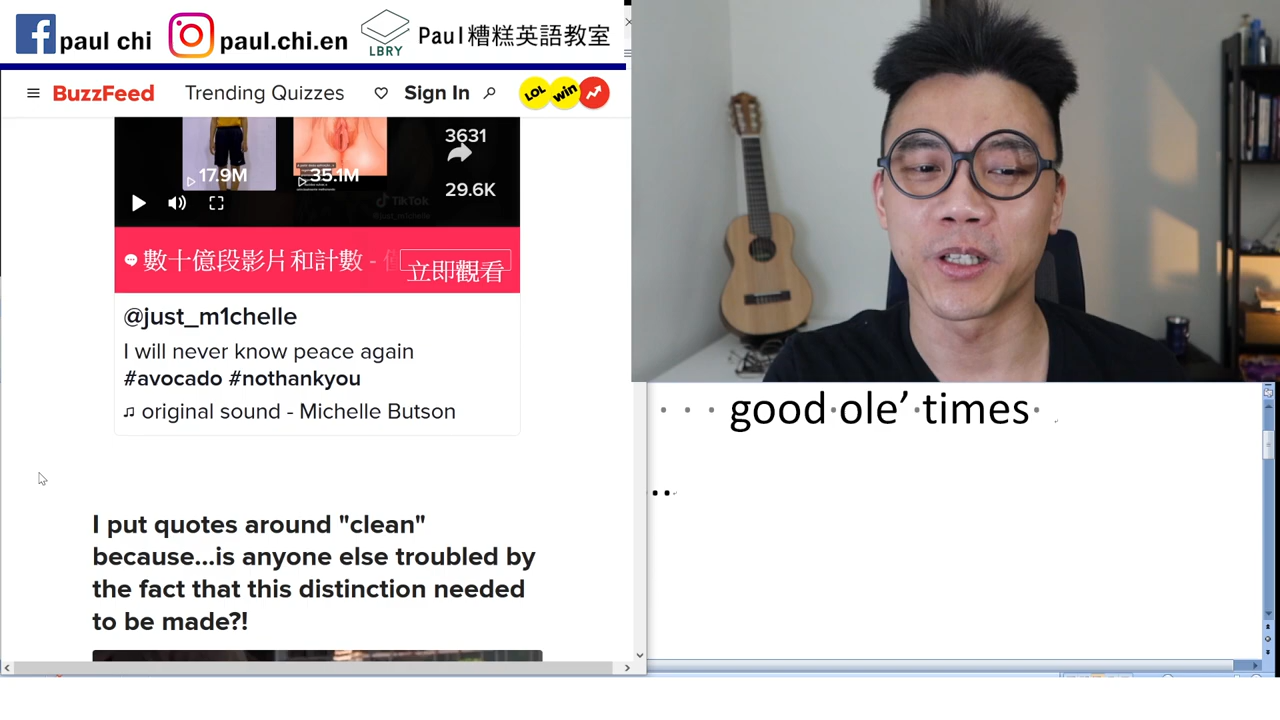 paul chi
paul.chi.en
LBRY
Paul糟糕英語教室
BuzzFeed
Trending Quizzes
Sign In
LOL
win
3631
17.9M
35.1M
29.6K
TikTok
@just_m1chelle
數十億段影片和計數 -
立即觀看
@just_m1chelle
I will never know peace again
#avocado #nothankyou
original sound - Michelle Butson
I put quotes around "clean"
because...is anyone else troubled by
the fact that this distinction needed
to be made?!
good ole’ times
..